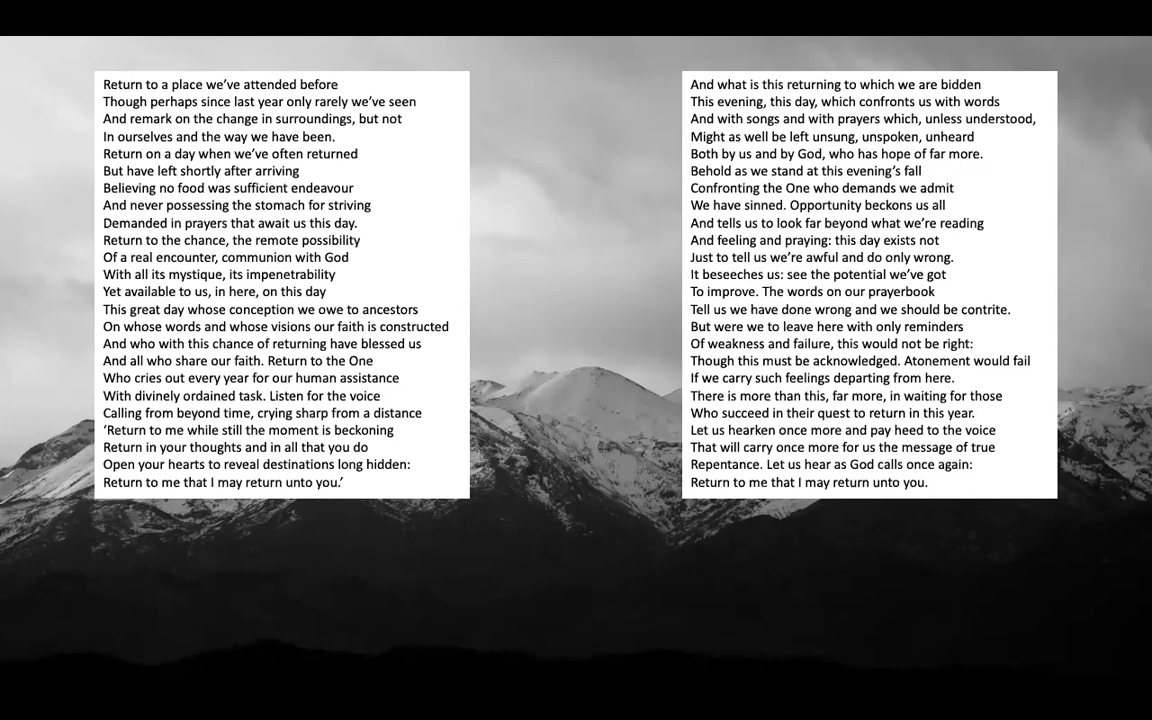 Return to a place we’ve attended before
Though perhaps since last year only rarely we’ve seen
And remark on the change in surroundings, but not
In ourselves and the way we have been.
Return on a day when we’ve often returned
But have left shortly after arriving
Believing no food was sufficient endeavour
And never possessing the stomach for striving
Demanded in prayers that await us this day.
Return to the chance, the remote possibility
Of a real encounter, communion with God
With all its mystique, its impenetrability
Yet available to us, in here, on this day
This great day whose conception we owe to ancestors
On whose words and whose visions our faith is constructed
And who with this chance of returning have blessed us
And all who share our faith. Return to the One
Who cries out every year for our human assistance
With divinely ordained task. Listen for the voice
Calling from beyond time, crying sharp from a distance
‘Return to me while still the moment is beckoning
Return in your thoughts and in all that you do
Open your hearts to reveal destinations long hidden:
Return to me that I may return unto you.’
And what is this returning to which we are bidden
This evening, this day, which confronts us with words
And with songs and with prayers which, unless understood,
Might as well be left unsung, unspoken, unheard
Both by us and by God, who has hope of far more.
Behold as we stand at this evening’s fall
Confronting the One who demands we admit
We have sinned. Opportunity beckons us all
And tells us to look far beyond what we’re reading
And feeling and praying: this day exists not
Just to tell us we’re awful and do only wrong.
It beseeches us: see the potential we’ve got
To improve. The words on our prayerbook
Tell us we have done wrong and we should be contrite.
But were we to leave here with only reminders
Of weakness and failure, this would not be right:
Though this must be acknowledged. Atonement would fail
If we carry such feelings departing from here.
There is more than this, far more, in waiting for those
Who succeed in their quest to return in this year.
Let us hearken once more and pay heed to the voice
That will carry once more for us the message of true
Repentance. Let us hear as God calls once again:
Return to me that I may return unto you.